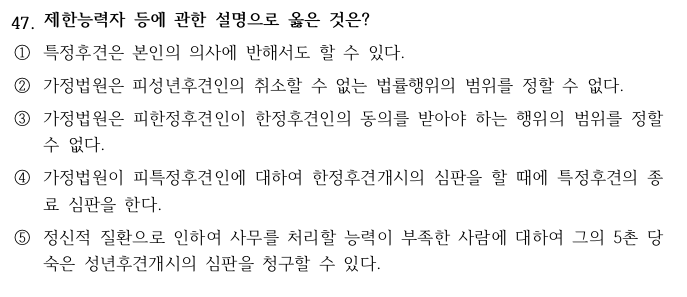 47. 제한능력자 등에 관한 설명으로 옳은 것은?
① 특정후견은 본인의 의사에 반해서도 할 수 있다.
② 가정법원은 피성년후견인의 취소할 수 없는 법률행위의 범위를 정할 수 없다.
③ 가정법원은 피한정후견인이 한정후견인의 동의를 받아야 하는 행위의 범위를 정할
수 없다.
④ 가정법원이 피특정후견인에 대하여 한정후견개시의 심판을 할 때에 특정후견의 종
료 심판을 한다.
⑤ 정신적 질환으로 인하여 사무를 처리할 능력이 부족한 사람에 대하여 그의 5촌 당
숙은 성년후견개시의 심판을 청구할 수 있다.